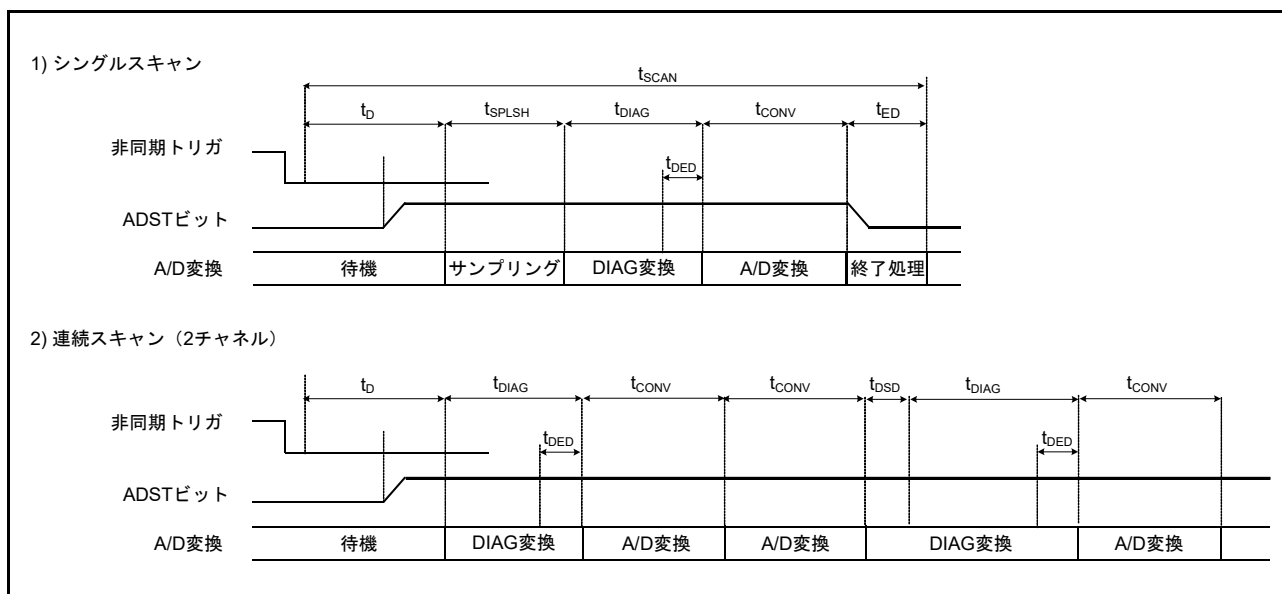 1) シングルスキャン
tSCAN
tD tSPLSH tDIAG tCONV tED
非同期トリガ
tDED
ADSTビット
A/D変換 待機 サンプリング DIAG変換 A/D変換 終了処理
2) 連続スキャン（2チャネル）
tD tDIAG tCONV tCONV tDSD tDIAG tCONV
非同期トリガ
tDED tDED
ADSTビット
A/D変換 待機 DIAG変換 A/D変換 A/D変換 DIAG変換 A/D変換